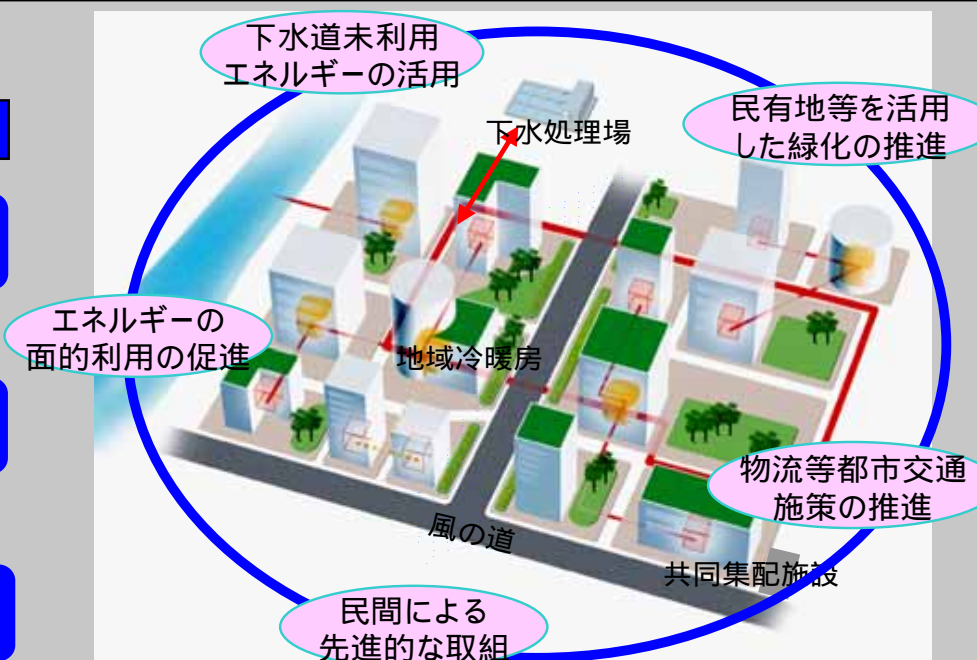 下水道未利用
エネルギーの活用
民有地等を活用
した緑化の推進
下水処理場
エネルギーの
面的利用の促進
地域冷暖房
物流等都市交通
施策の推進
風の道
共同集配施設
民間による
先進的な取組